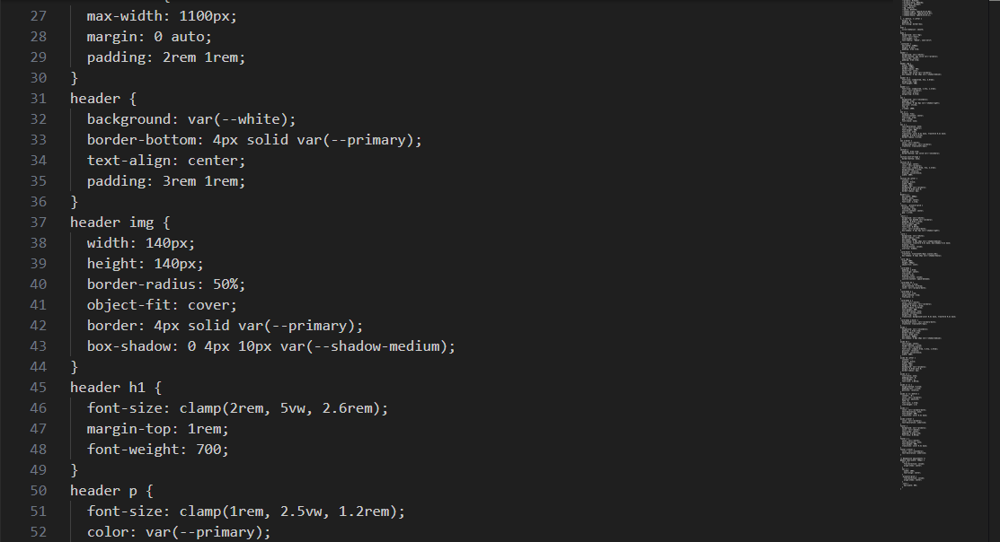 27 max-width: 1100px;
28 margin: 0 auto;
29 padding: 2rem 1rem;
30 }
31 header {
32 background: var(--white);
33 border-bottom: 4px solid var(--primary);
34 text-align: center;
35 padding: 3rem 1rem;
36 }
37 header img {
38 width: 140px;
39 height: 140px;
40 border-radius: 50%;
41 object-fit: cover;
42 border: 4px solid var(--primary);
43 box-shadow: 0 4px 10px var(--shadow-medium);
44 }
45 header h1 {
46 font-size: clamp(2rem, 5vw, 2.6rem);
47 margin-top: 1rem;
48 font-weight: 700;
49 }
50 header p {
51 font-size: clamp(1rem, 2.5vw, 1.2rem);
52 color: var(--primary);